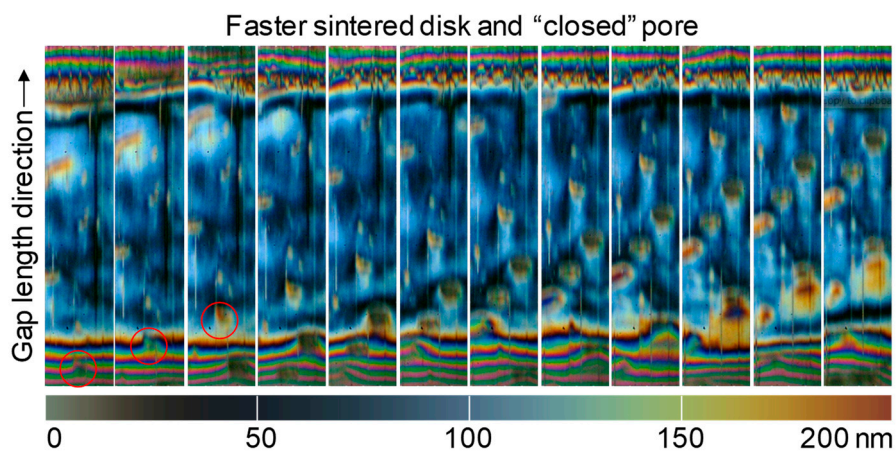 Faster sintered disk and “closed” pore
Gap length direction
0 50 100 150 200 nm